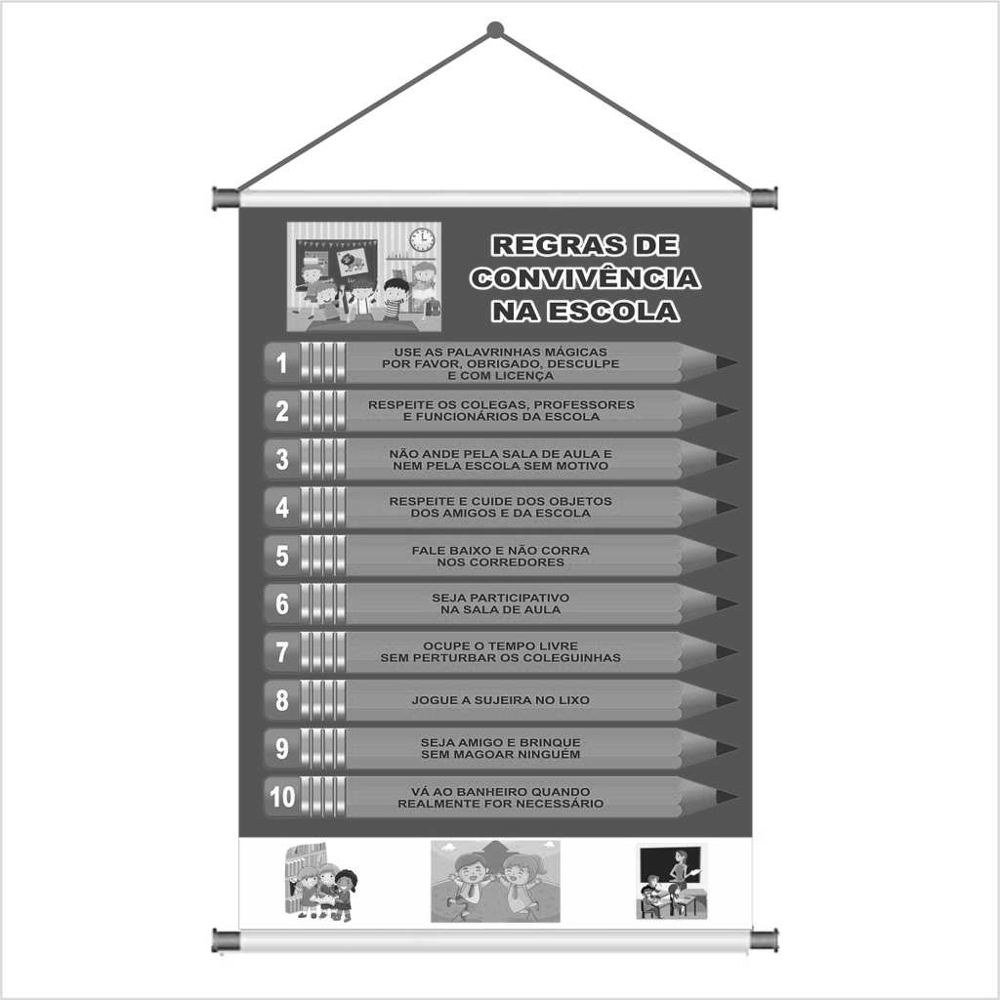 REGRAS DE
CONVIVÊNCIA
NA ESCOLA
1
USE AS PALAVRINHAS MÁGICAS
POR FAVOR, OBRIGADO, DESCULPE
E COM LICENÇA
2
RESPEITE OS COLEGAS, PROFESSORES
E FUNCIONÁRIOS DA ESCOLA
3
NÃO ANDE PELA SALA DE AULA E
NEM PELA ESCOLA SEM MOTIVO
4
RESPEITE E CUIDE DOS OBJETOS
DOS AMIGOS E DA ESCOLA
5
FALE BAIXO E NÃO CORRA
NOS CORREDORES
6
SEJA PARTICIPATIVO
NA SALA DE AULA
7
OCUPE O TEMPO LIVRE
SEM PERTURBAR OS COLEGUINHAS
8
JOGUE A SUJEIRA NO LIXO
9
SEJA AMIGO E BRINQUE
SEM MAGOAR NINGUÉM
10
VÁ AO BANHEIRO QUANDO
REALMENTE FOR NECESSÁRIO